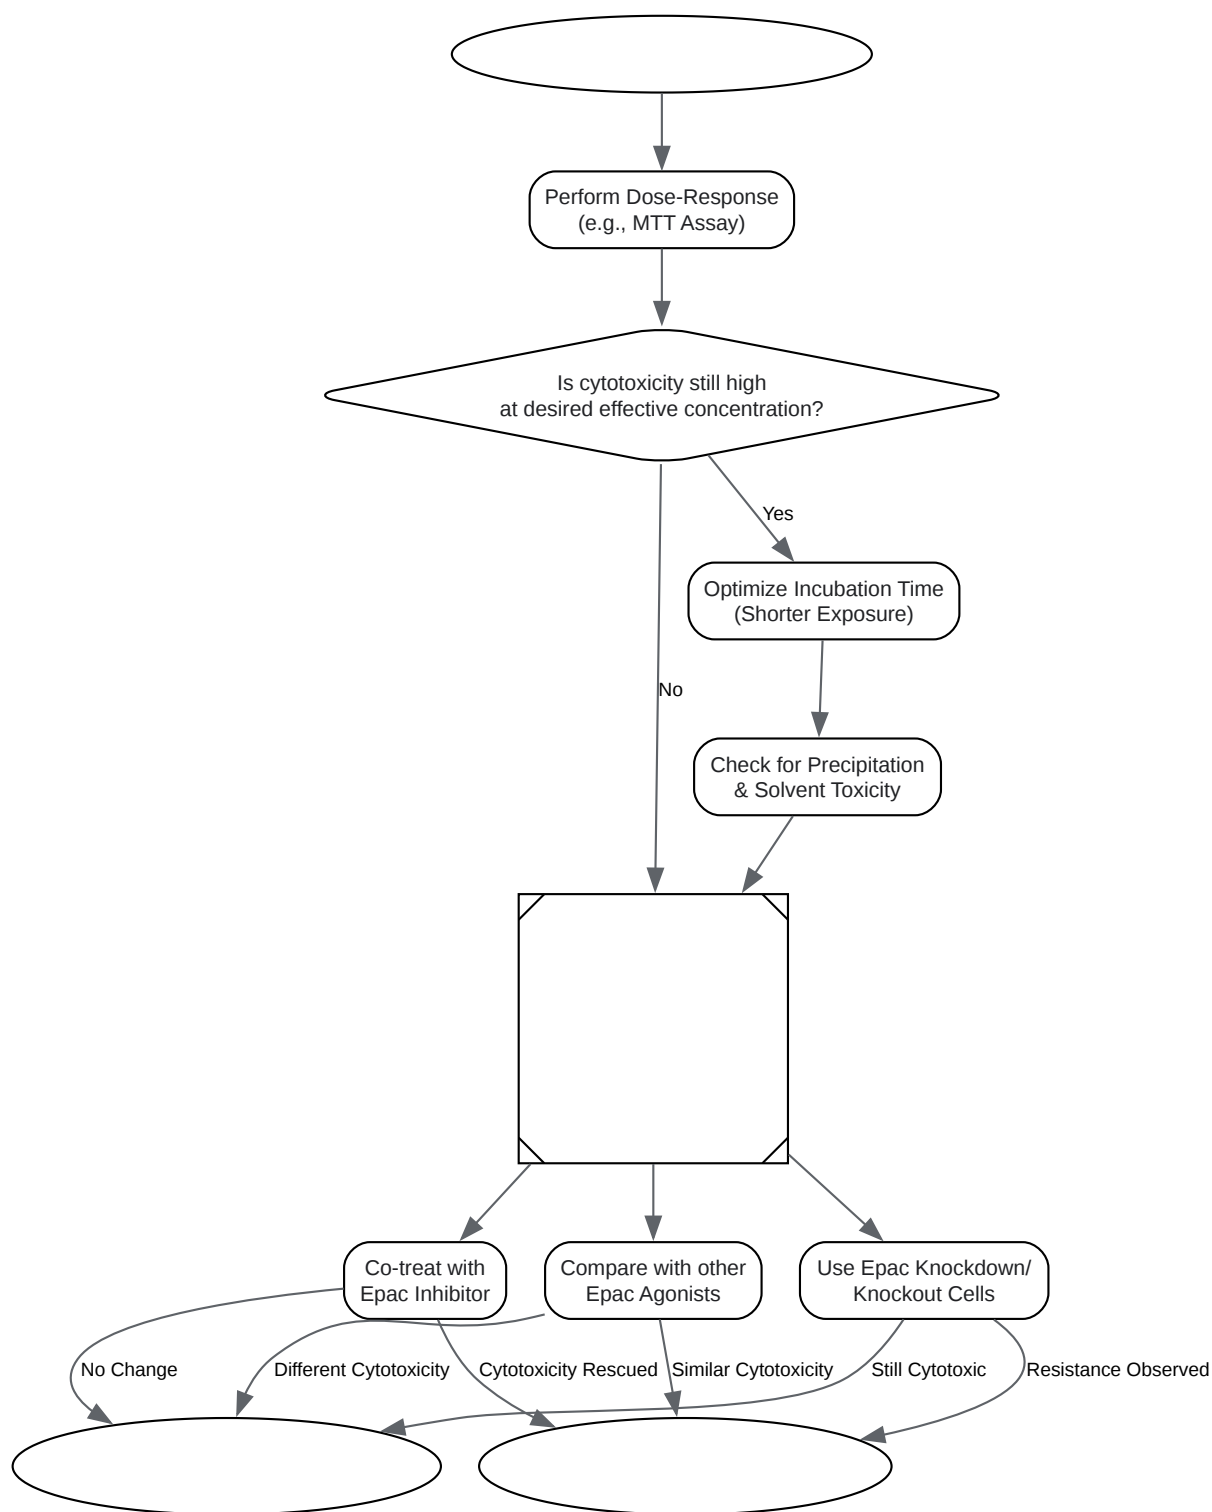 Perform Dose-Response
(e.g., MTT Assay)
Is cytotoxicity still high
at desired effective concentration?
Yes
Optimize Incubation Time
(Shorter Exposure)
No
Check for Precipitation
& Solvent Toxicity
Co-treat with
Epac Inhibitor
Compare with other
Epac Agonists
Use Epac Knockdown/
Knockout Cells
No Change
Different Cytotoxicity
Cytotoxicity Rescued
Similar Cytotoxicity
Still Cytotoxic
Resistance Observed